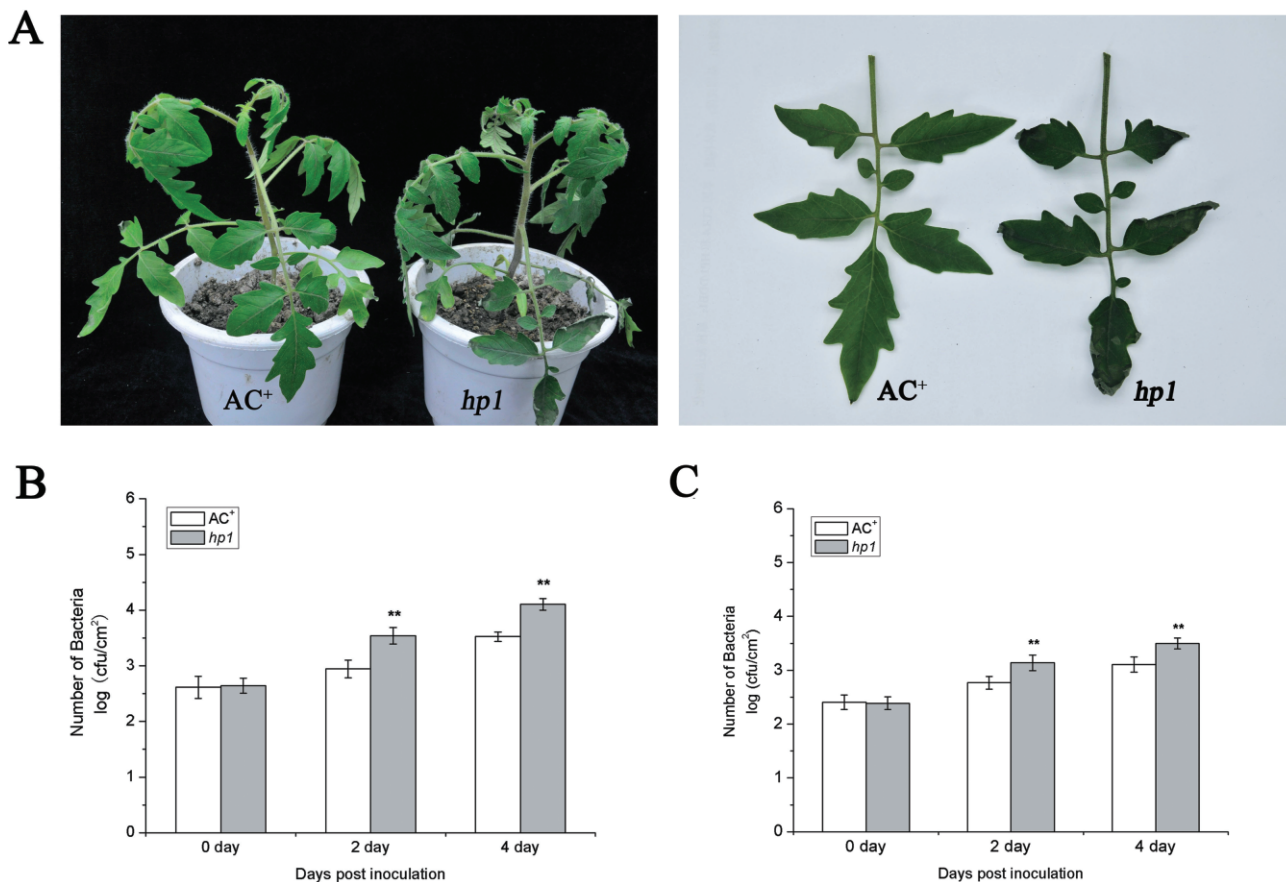 A
AC⁺
hp1
AC⁺
hp1
B
Number of Bacteria
log (cfu/cm²)
6
5
4
3
2
1
0
AC⁺
hp1
**
**
0 day
2 day
4 day
Days post inoculation
C
Number of Bacteria
log (cfu/cm²)
6
5
4
3
2
1
0
AC⁺
hp1
**
**
0 day
2 day
4 day
Days post inoculation